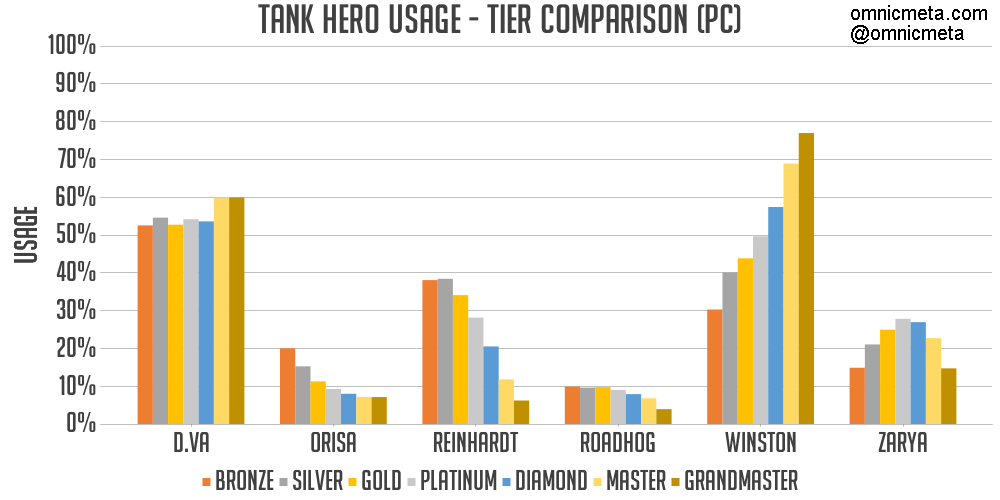 TANK HERO USAGE - TIER COMPARISON (PC)
omnicmeta.com
@omnicmeta
100%
90%
80%
70%
60%
50%
40%
30%
20%
10%
0%
USAGE
D.VA ORISA REINHARDT ROADHOG WINSTON ZARYA
BRONZE SILVER GOLD PLATINUM DIAMOND MASTER GRANDMASTER